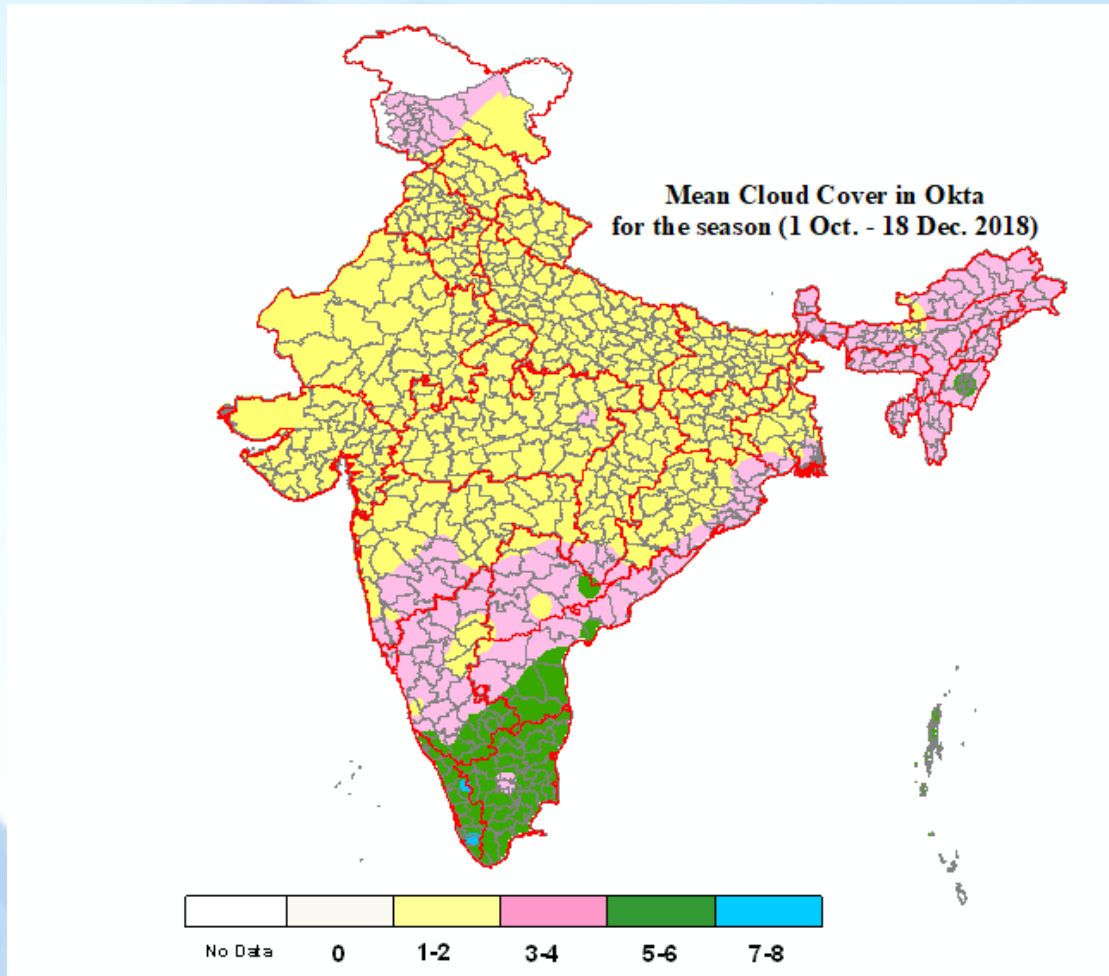 Mean Cloud Cover in Okta
for the season (1 Oct. - 18 Dec. 2018)
No Data 0 1-2 3-4 5-6 7-8